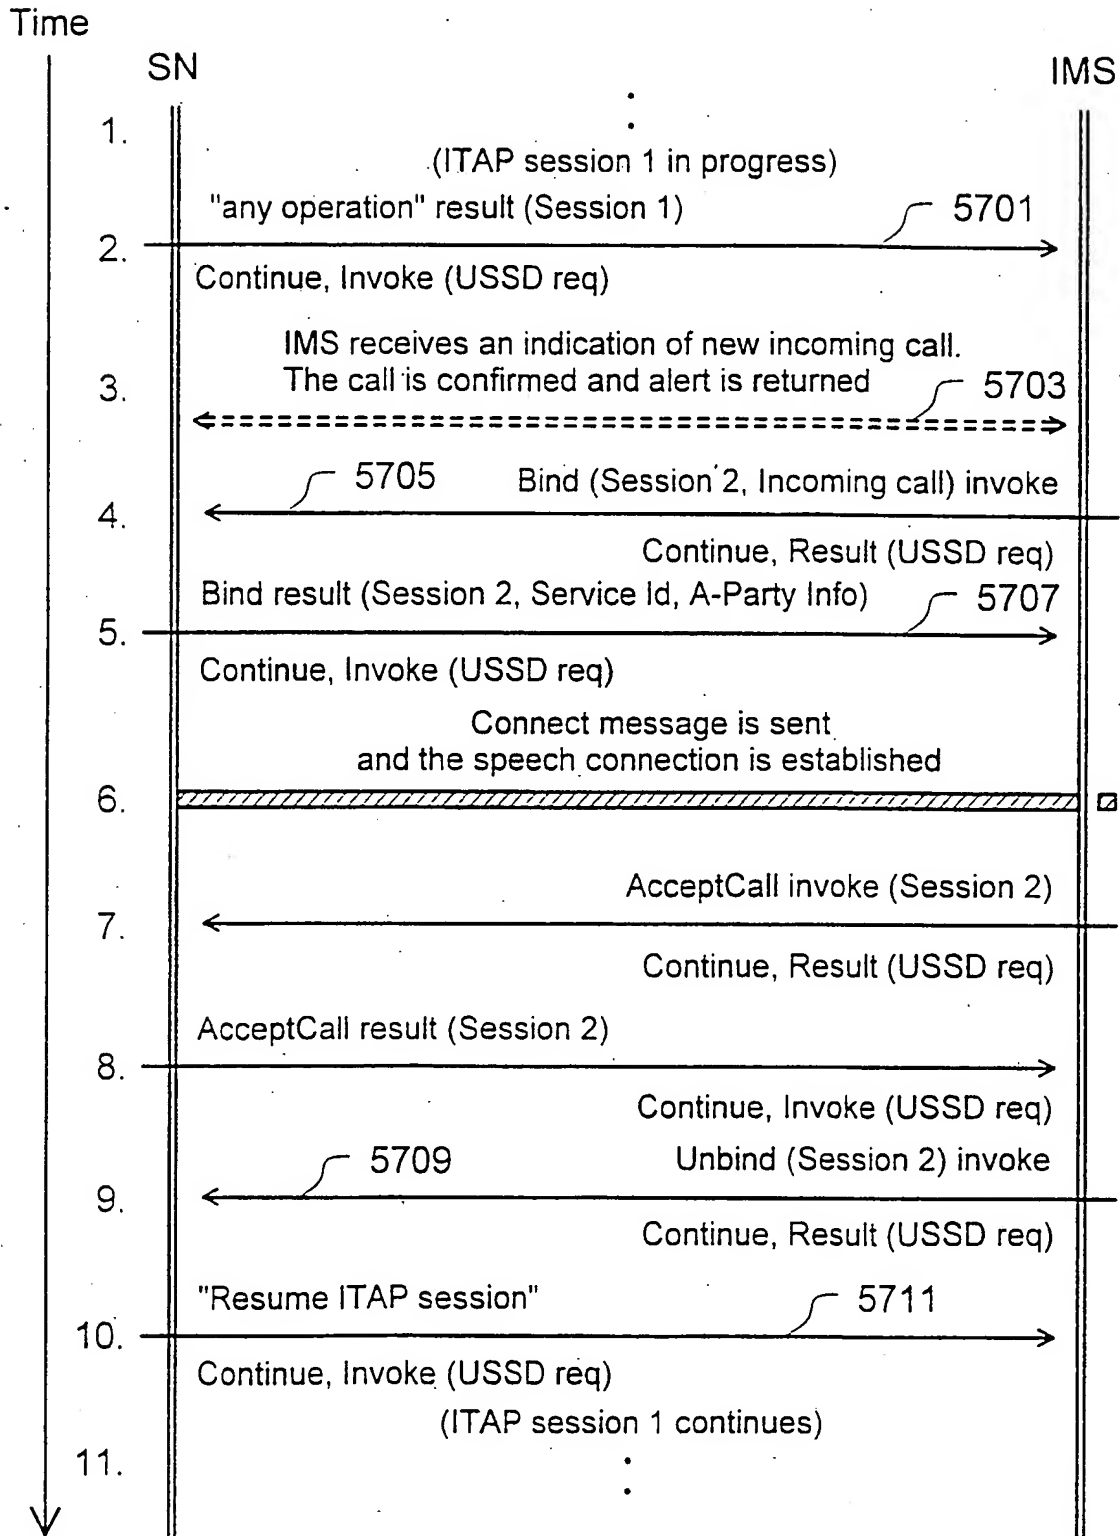 Time
SN
IMS
1.
(ITAP session 1 in progress)
"any operation" result (Session 1)
5701
2.
Continue, Invoke (USSD req)
IMS receives an indication of new incoming call.
The call is confirmed and alert is returned
5703
3.
5705
Bind (Session 2, Incoming call) invoke
4.
Continue, Result (USSD req)
Bind result (Session 2, Service Id, A-Party Info)
5707
5.
Continue, Invoke (USSD req)
Connect message is sent
and the speech connection is established
6.
AcceptCall invoke (Session 2)
7.
Continue, Result (USSD req)
AcceptCall result (Session 2)
8.
Continue, Invoke (USSD req)
5709
Unbind (Session 2) invoke
9.
Continue, Result (USSD req)
"Resume ITAP session"
5711
10.
Continue, Invoke (USSD req)
(ITAP session 1 continues)
11.